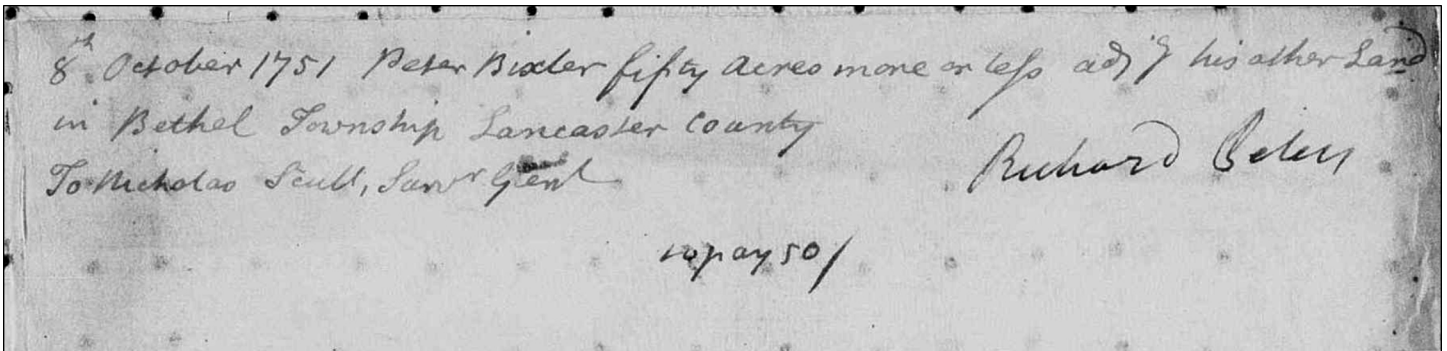 8th October 1751 Peter Bixler fifty Acres more or less adjg his other Land
in Bethel Township Lancaster County
To Nicholas Scull, Survr Genl
Richard Peters
to pay 50/